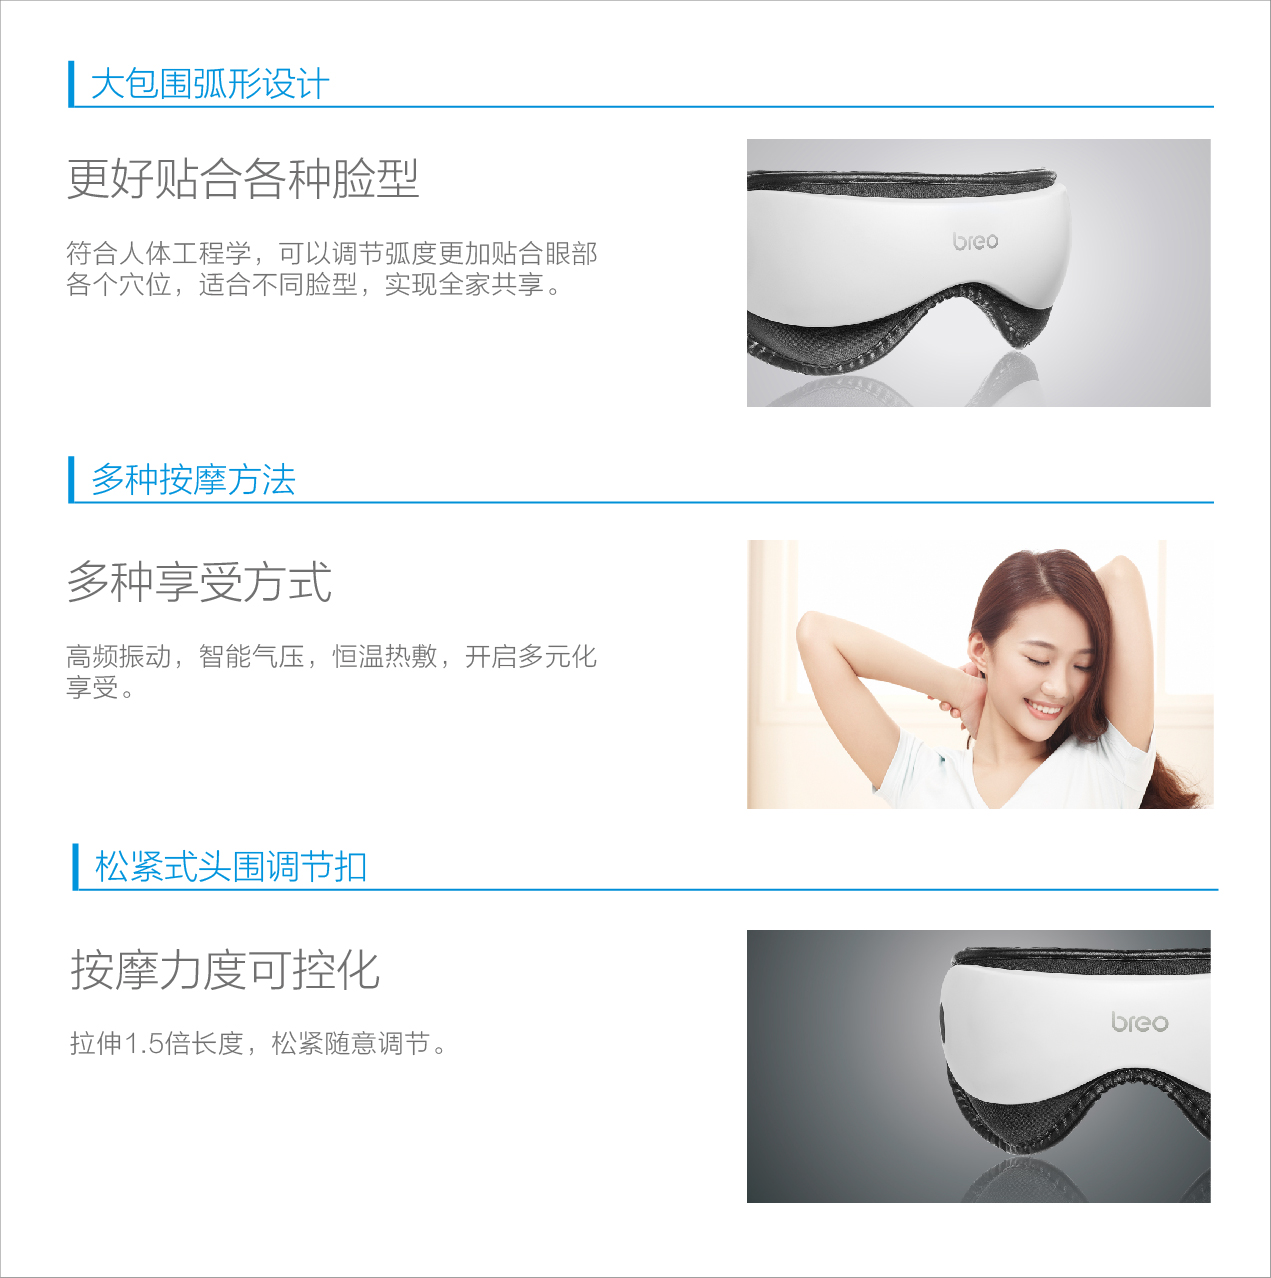 大包围弧形设计
更好贴合各种脸型
符合人体工程学，可以调节弧度更加贴合眼部
各个穴位，适合不同脸型，实现全家共享。
breo
多种按摩方法
多种享受方式
高频振动，智能气压，恒温热敷，开启多元化
享受。
松紧式头围调节扣
按摩力度可控化
拉伸1.5倍长度，松紧随意调节。
breo